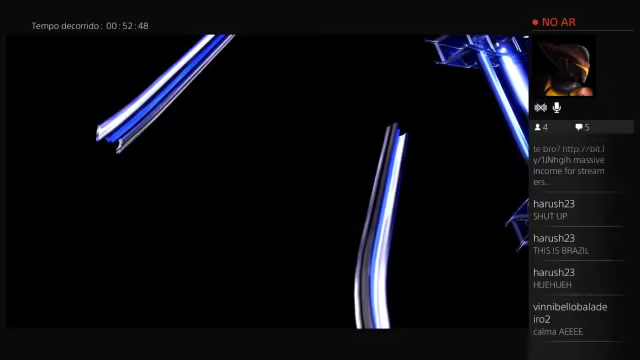 Tempo decorrido: 00:52:48
NO AR
4
5
te bro? http://bit.l
y/1JNhgih massive
income for stream
ers..
harush23
SHUT UP
harush23
THIS IS BRAZIL
harush23
HUEHUEH
vinnibellobalade
iro2
calma AEEEE